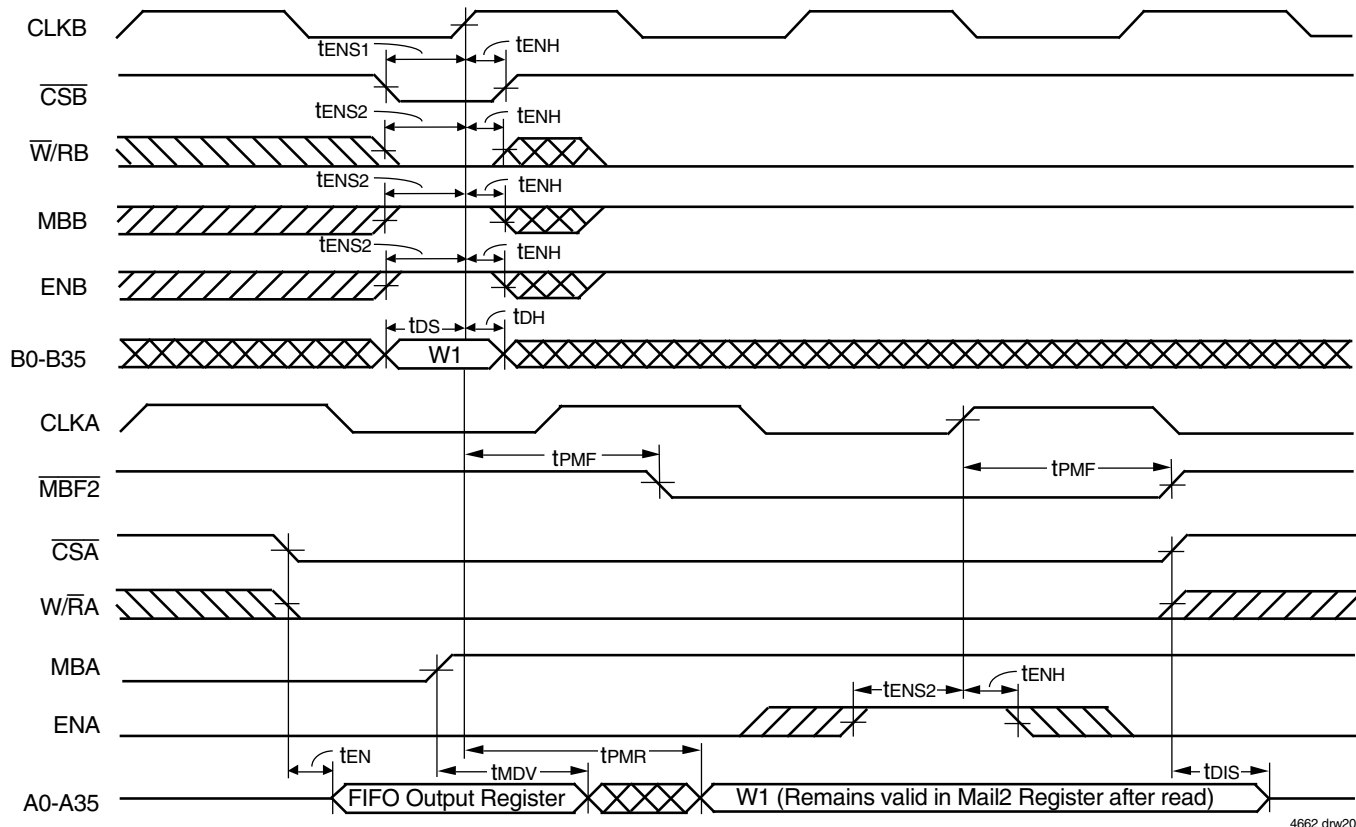 CLKB
tENS1
tENH
CSB
tENS2
tENH
W/RB
tENS2
tENH
MBB
tENS2
tENH
ENB
tDS
tDH
B0-B35
W1
CLKA
tPMF
tPMF
MBF2
CSA
W/RA
MBA
tENS2
tENH
ENA
tEN
tPMR
tMDV
tDIS
A0-A35
FIFO Output Register
W1 (Remains valid in Mail2 Register after read)
4662 drw20